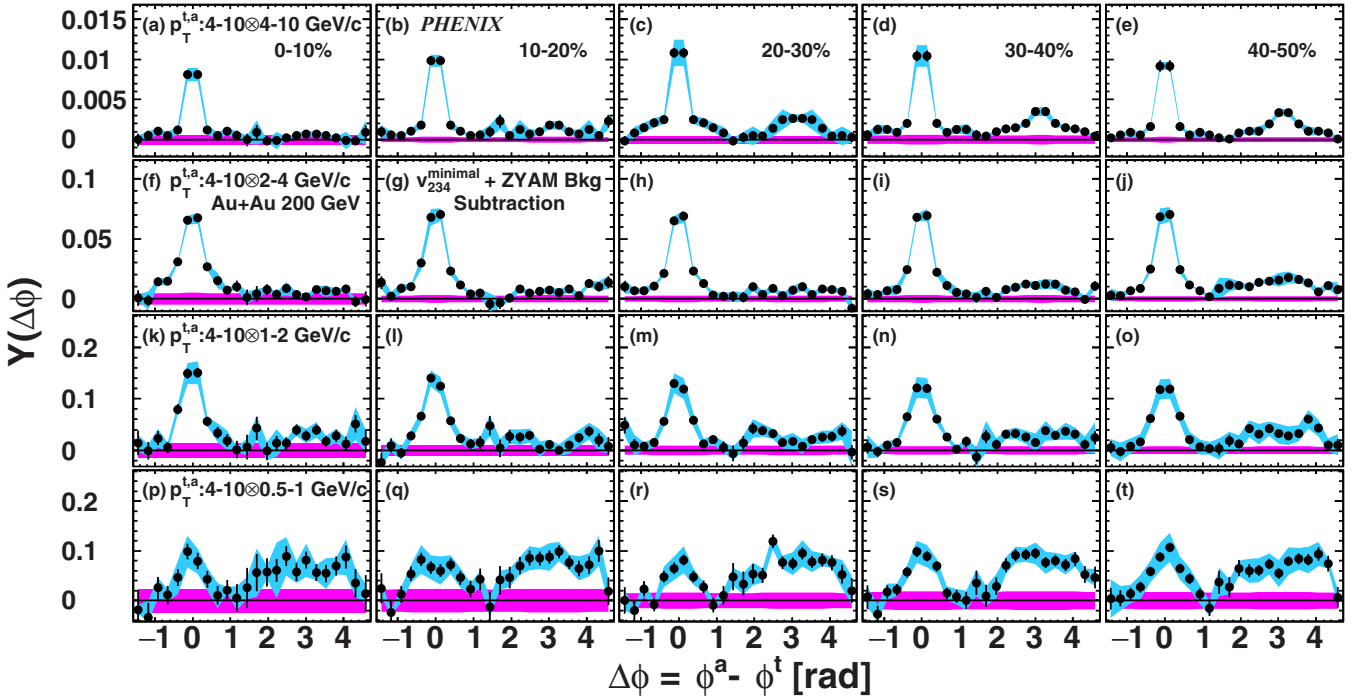 (a) p_T^{t,a}:4-10⊗4-10 GeV/c
0-10%
(b) PHENIX
10-20%
(c)
20-30%
(d)
30-40%
(e)
40-50%
0.015
0.01
0.005
0
(f) p_T^{t,a}:4-10⊗2-4 GeV/c
Au+Au 200 GeV
(g) v_{234}^{minimal} + ZYAM Bkg
Subtraction
(h)
(i)
(j)
0.1
0.05
0
(k) p_T^{t,a}:4-10⊗1-2 GeV/c
(l)
(m)
(n)
(o)
0.2
0.1
0
(p) p_T^{t,a}:4-10⊗0.5-1 GeV/c
(q)
(r)
(s)
(t)
0.2
0.1
0
Y(Δϕ)
−1 0 1 2 3 4
−1 0 1 2 3 4
−1 0 1 2 3 4
−1 0 1 2 3 4
−1 0 1 2 3 4
Δϕ = ϕ^a- ϕ^t [rad]